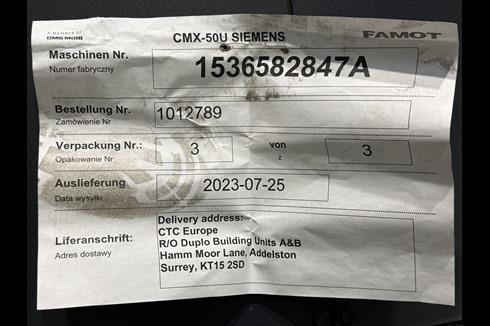 A MEMBER OF
DMG MORI
CMX-50U SIEMENS
FAMOT
Maschinen Nr.
Numer fabryczny
1536582847A
Bestellung Nr.
Zamówienie Nr
1012789
Verpackung Nr.:
Opakowanie Nr
3
von
z
3
Auslieferung
Data wysyłki
2023-07-25
Lieferanschrift:
Adres dostawy
Delivery address:
CTC Europe
R/O Duplo Building Units A&B
Hamm Moor Lane, Addelston
Surrey, KT15 2SD